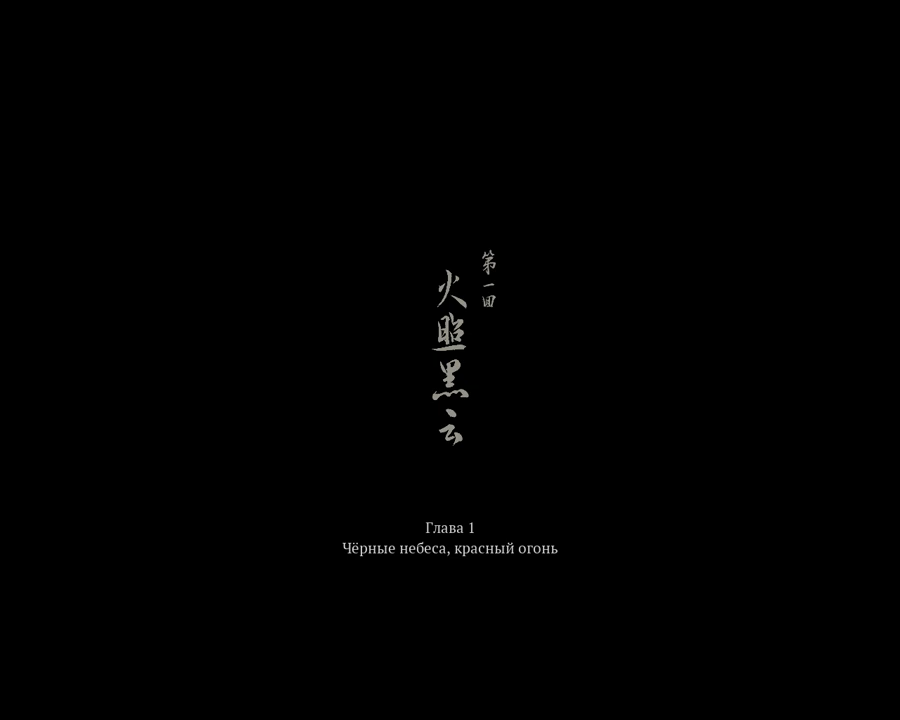 第一回
火照黑云
Глава 1
Чёрные небеса, красный огонь